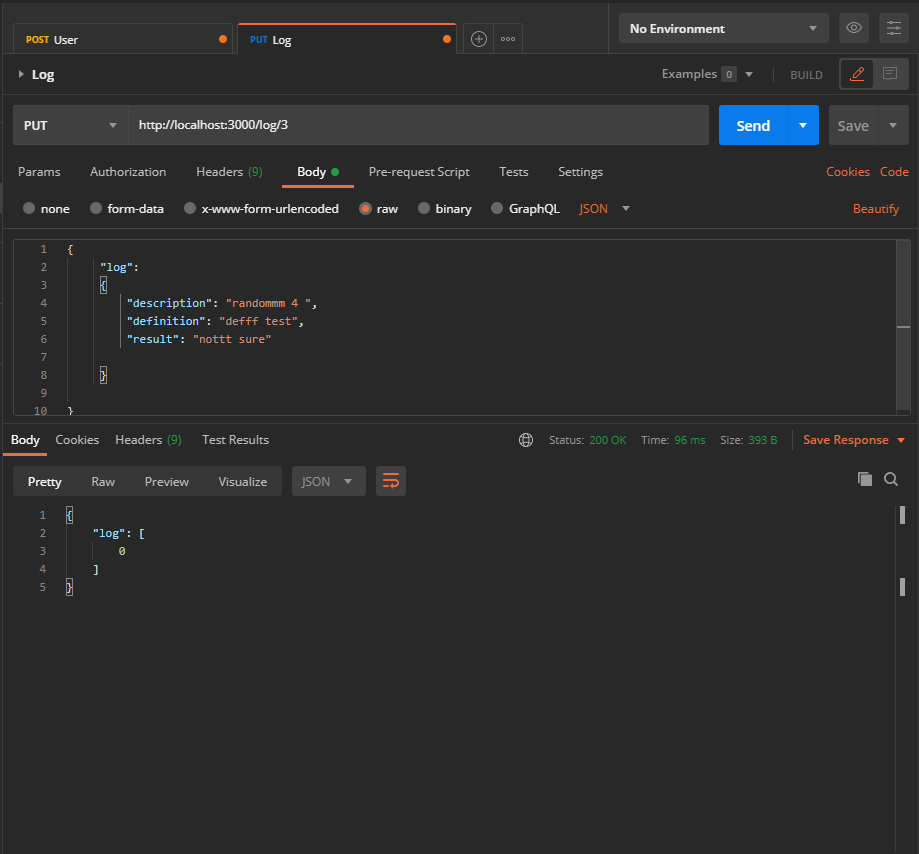 POST User
PUT Log
No Environment
Log
Examples 0
BUILD
PUT http://localhost:3000/log/3
Send
Save
Params Authorization Headers (9) Body Pre-request Script Tests Settings Cookies Code
none form-data x-www-form-urlencoded raw binary GraphQL JSON Beautify
1 {
2 "log":
3 {
4 "description": "randommm 4 ",
5 "definition": "defff test",
6 "result": "nottt sure"
7
8 }
9
10 }
Body Cookies Headers (9) Test Results Status: 200 OK Time: 96 ms Size: 393 B Save Response
Pretty Raw Preview Visualize JSON
1 {
2 "log": [
3 0
4 ]
5 }